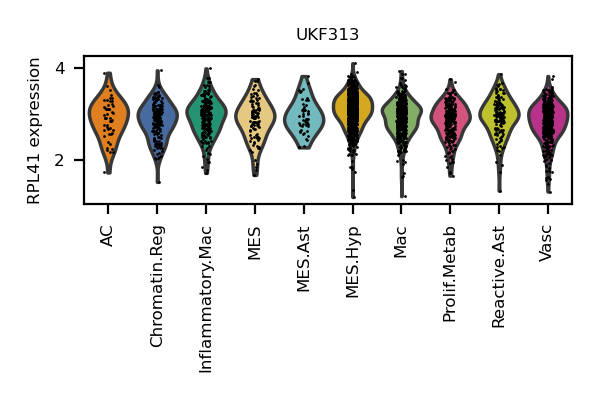 UKF313
RPL41 expression
4
2
AC
Chromatin.Reg
Inflammatory.Mac
MES
MES.Ast
MES.Hyp
Mac
Prolif.Metab
Reactive.Ast
Vasc